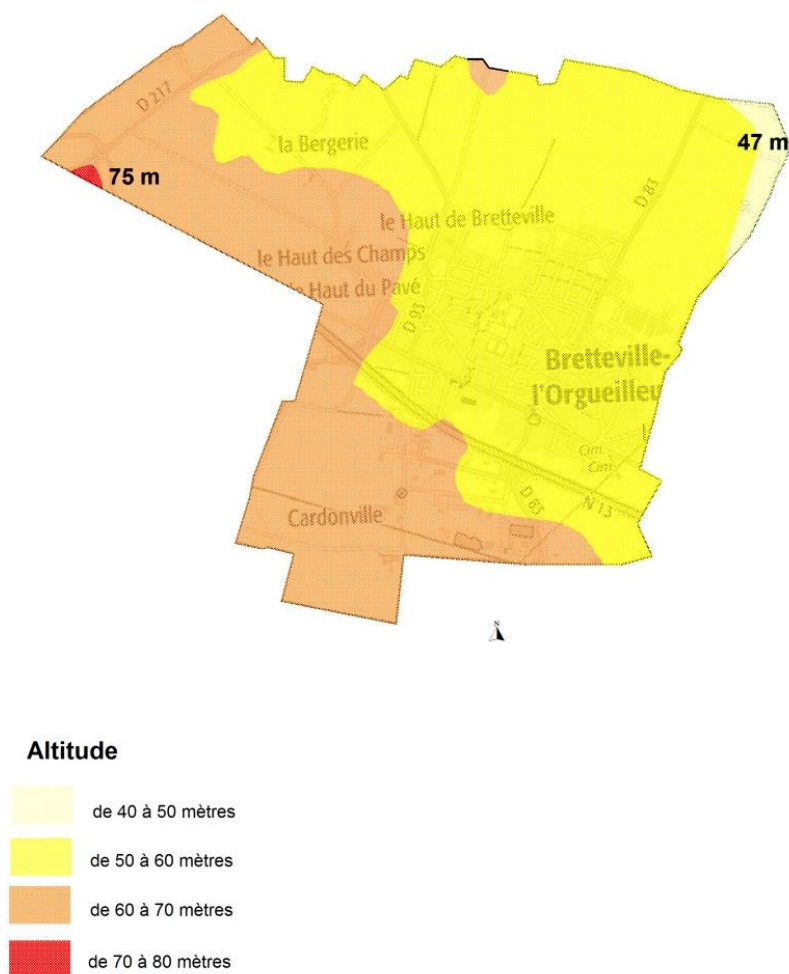 D 217
la Bergerie
47 m
75 m
D 83
le Haut de Bretteville
le Haut des Champs
Haut du Pavé
D 93
Bretteville-
l'Orgueilleu
Cim
Cim
D 83
N 13
Cardonville
N
Altitude
de 40 à 50 mètres
de 50 à 60 mètres
de 60 à 70 mètres
de 70 à 80 mètres